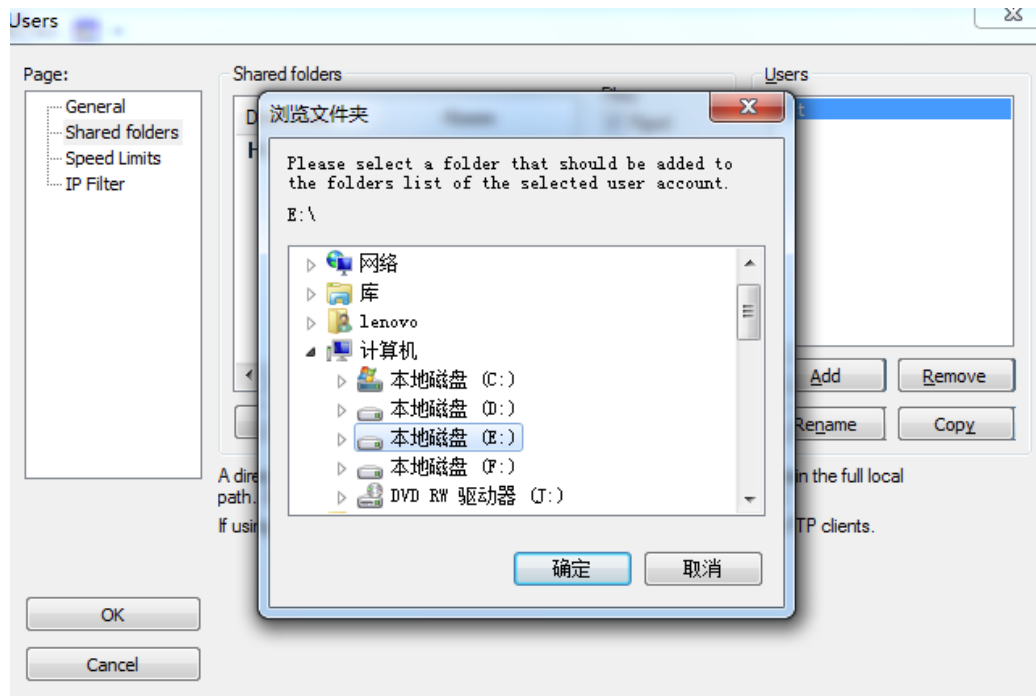 Users
Page:
General
Shared folders
Speed Limits
IP Filter
OK
Cancel
Shared folders
浏览文件夹
Please select a folder that should be added to
the folders list of the selected user account.
E:\
网络
库
lenovo
计算机
本地磁盘 (C:)
本地磁盘 (D:)
本地磁盘 (E:)
本地磁盘 (F:)
DVD RW 驱动器 (J:)
确定 取消
Users
Add Remove
Rename Copy
A dire
in the full local
path.
If usin
TP clients.